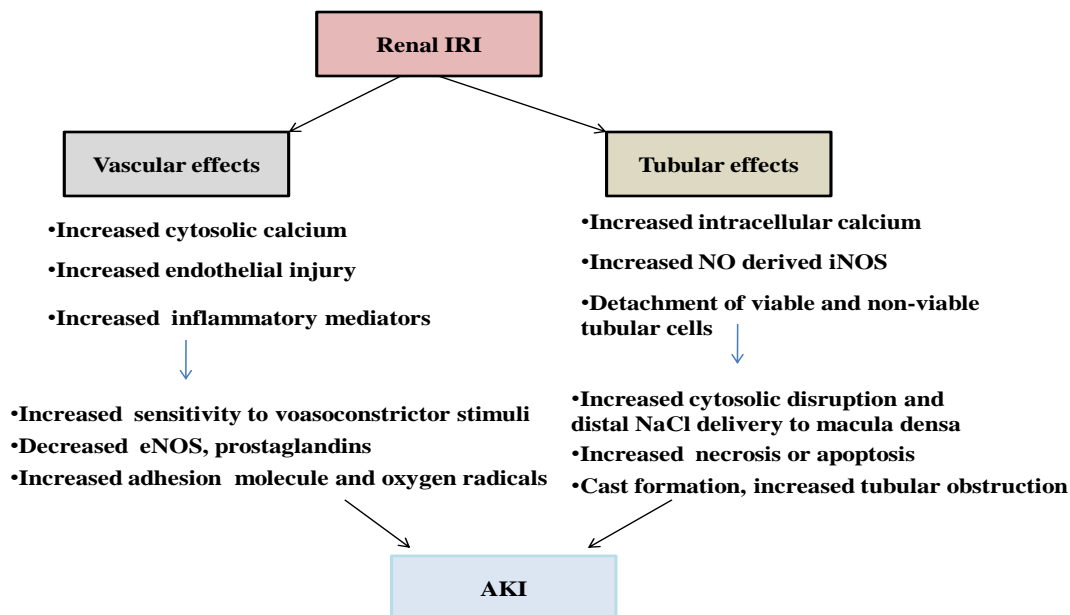 Renal IRI
Vascular effects
•Increased cytosolic calcium
•Increased endothelial injury
•Increased inflammatory mediators
•Increased sensitivity to voasoconstrictor stimuli
•Decreased eNOS, prostaglandins
•Increased adhesion molecule and oxygen radicals
Tubular effects
•Increased intracellular calcium
•Increased NO derived iNOS
•Detachment of viable and non-viable
tubular cells
•Increased cytosolic disruption and
distal NaCl delivery to macula densa
•Increased necrosis or apoptosis
•Cast formation, increased tubular obstruction
AKI